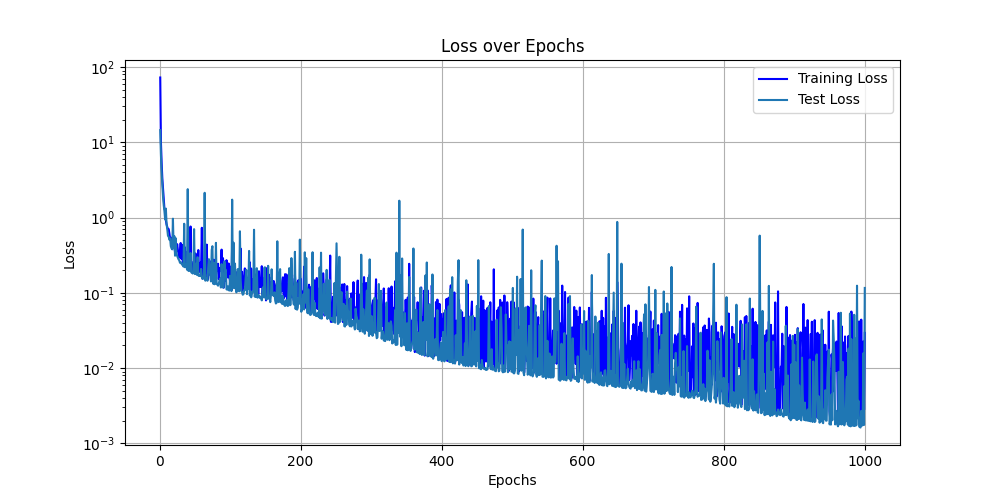 Loss over Epochs
Training Loss
Test Loss
Loss
10²
10¹
10⁰
10⁻¹
10⁻²
10⁻³
0 200 400 600 800 1000
Epochs